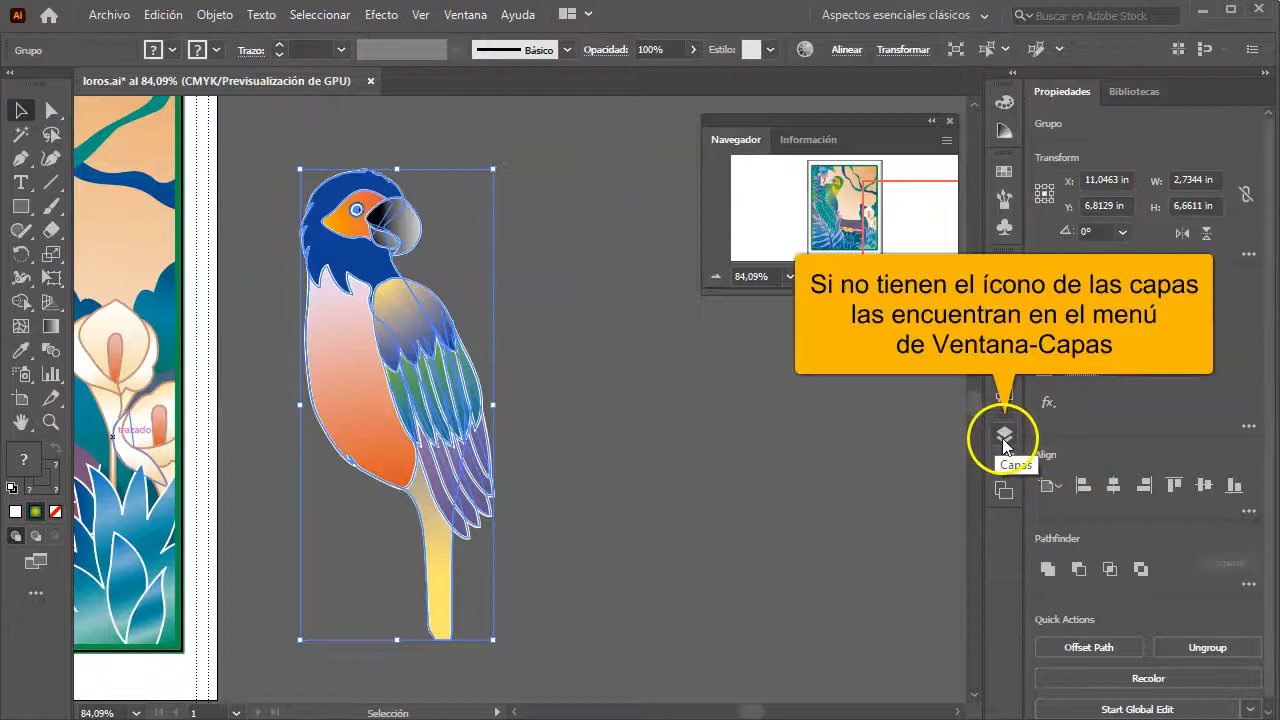 Ai
Archivo Edición Objeto Texto Seleccionar Efecto Ver Ventana Ayuda
Aspectos esenciales clásicos
Buscar en Adobe Stock
Grupo
?
?
Trazo:
Básico
Opacidad:
100%
Estilo:
Alinear
Transformar
loros.ai* al 84,09% (CMYK/Previsualización de GPU)
Navegador Información
84,09%
Propiedades Bibliotecas
Grupo
Transform
X: 11,0463 in W: 2,7344 in
Y: 6,8129 in H: 6,6611 in
0°
Si no tienen el ícono de las capas
las encuentran en el menú
de Ventana-Capas
fx.
Capas
Align
Pathfinder
Quick Actions
Offset Path Ungroup
Recolor
Start Global Edit
trazado
?
?
84,09% 1 Selección